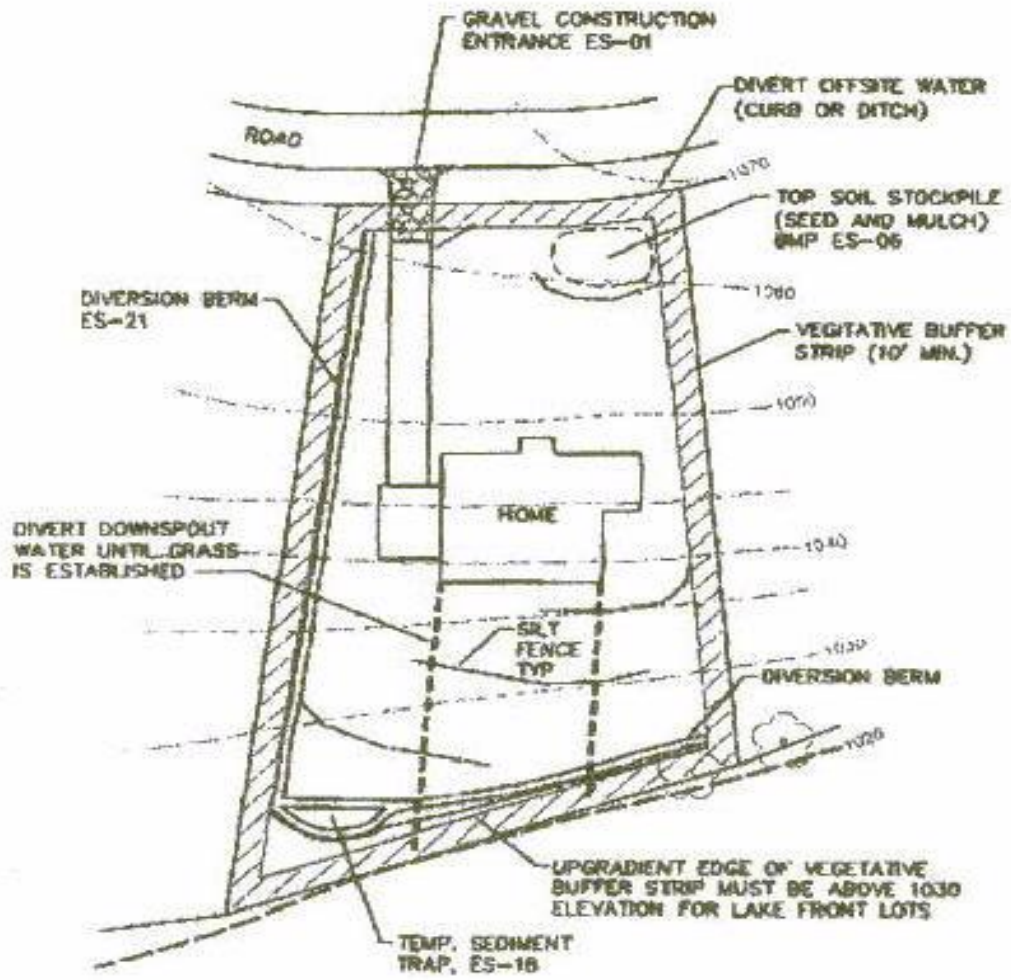 GRAVEL CONSTRUCTION
ENTRANCE ES-01
DIVERT OFFSITE WATER
(CURB OR DITCH)
ROAD
1070
TOP SOIL STOCKPILE
(SEED AND MULCH)
BMP ES-06
1060
DIVERSION BERM
ES-21
VEGITATIVE BUFFER
STRIP (10' MIN.)
1050
HOME
DIVERT DOWNSPOUT
WATER UNTIL GRASS
IS ESTABLISHED
1040
SILT
FENCE
TYP
1030
DIVERSION BERM
1020
UPGRADIENT EDGE OF VEGETATIVE
BUFFER STRIP MUST BE ABOVE 1030
ELEVATION FOR LAKE FRONT LOTS
TEMP. SEDIMENT
TRAP, ES-18